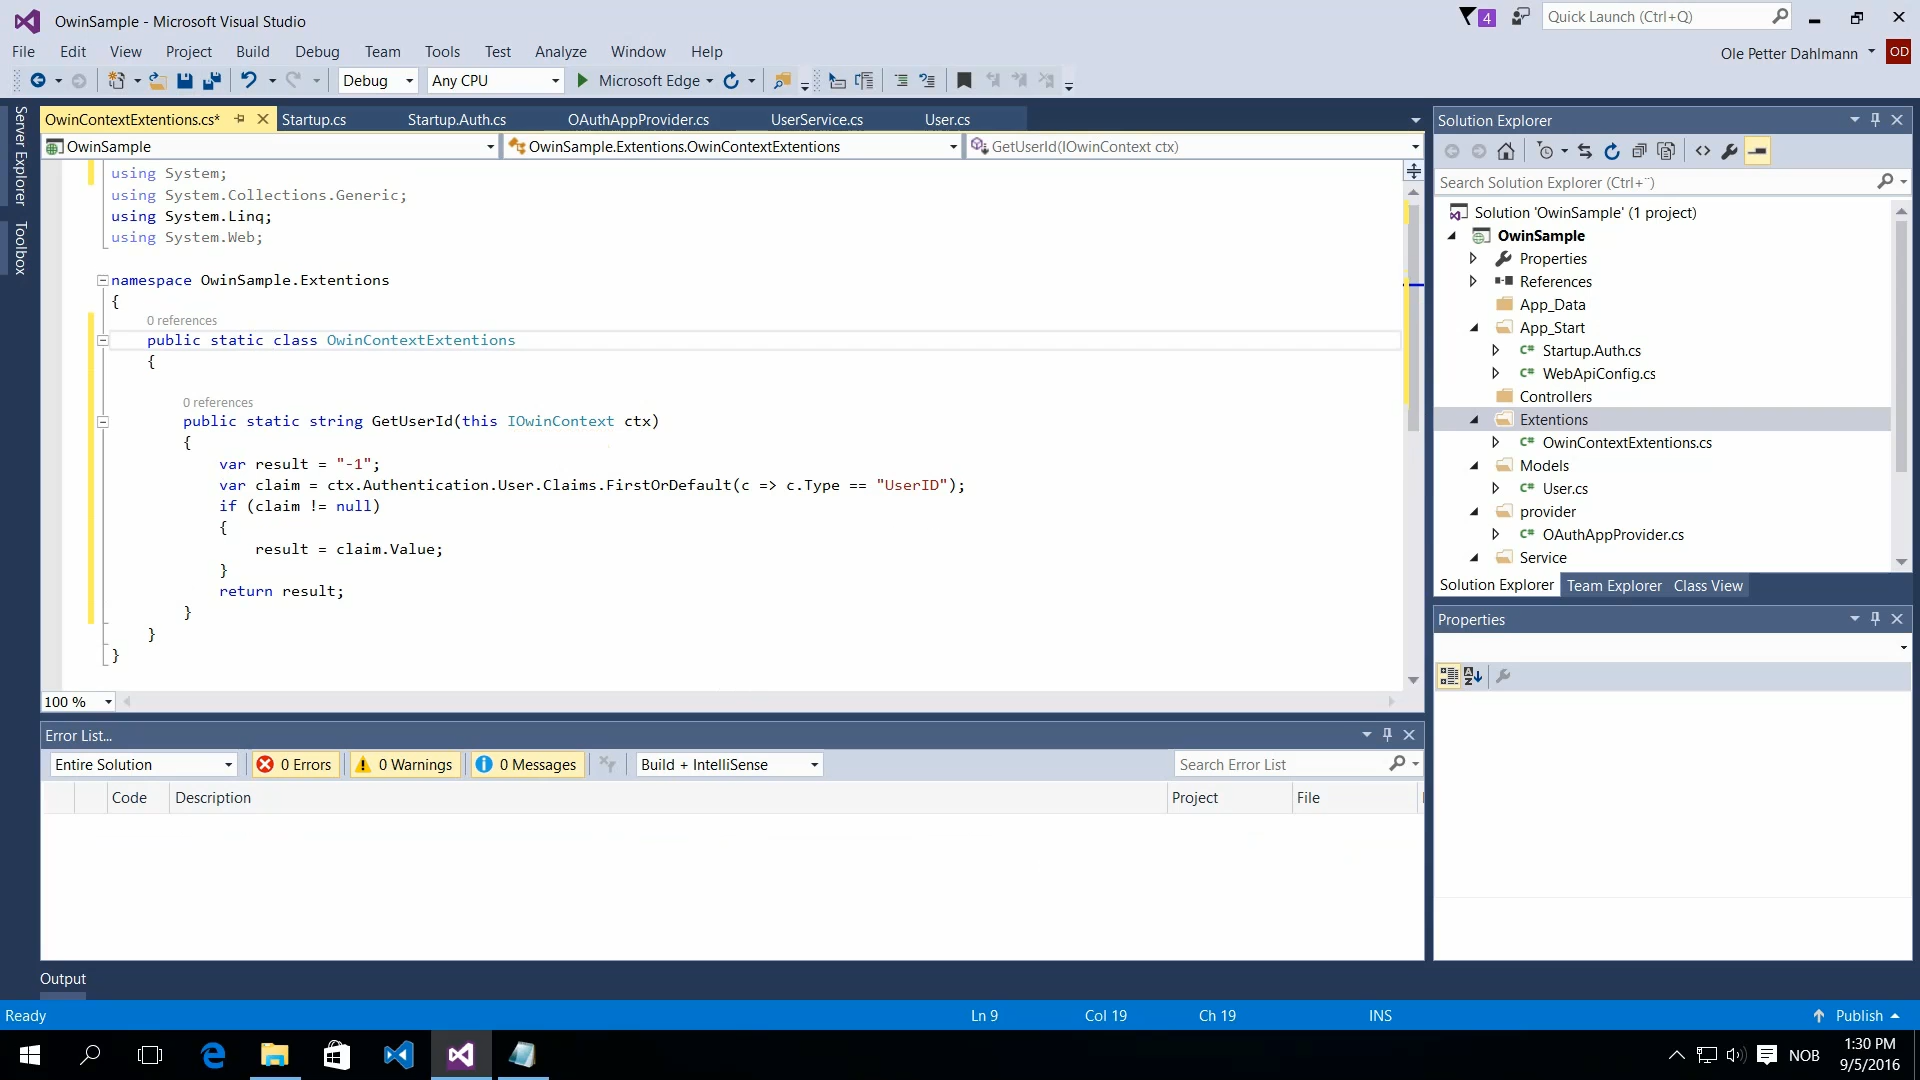 OwinSample - Microsoft Visual Studio
4
Quick Launch (Ctrl+Q)
File Edit View Project Build Debug Team Tools Test Analyze Window Help
Ole Petter Dahlmann
OD
Debug
Any CPU
Microsoft Edge
Server Explorer
Toolbox
OwinContextExtentions.cs*
Startup.cs
Startup.Auth.cs
OAuthAppProvider.cs
UserService.cs
User.cs
OwinSample
OwinSample.Extentions.OwinContextExtentions
GetUserId(IOwinContext ctx)
using System;
using System.Collections.Generic;
using System.Linq;
using System.Web;
namespace OwinSample.Extentions
{
0 references
public static class OwinContextExtentions
{
0 references
public static string GetUserId(this IOwinContext ctx)
{
var result = "-1";
var claim = ctx.Authentication.User.Claims.FirstOrDefault(c => c.Type == "UserID");
if (claim != null)
{
result = claim.Value;
}
return result;
}
}
}
100 %
Solution Explorer
Search Solution Explorer (Ctrl+¨)
Solution 'OwinSample' (1 project)
OwinSample
Properties
References
App_Data
App_Start
C# Startup.Auth.cs
C# WebApiConfig.cs
Controllers
Extentions
C# OwinContextExtentions.cs
Models
C# User.cs
provider
C# OAuthAppProvider.cs
Service
Solution Explorer
Team Explorer
Class View
Properties
Error List...
Entire Solution
0 Errors
0 Warnings
0 Messages
Build + IntelliSense
Search Error List
Code
Description
Project
File
Output
Ready
Ln 9
Col 19
Ch 19
INS
Publish
NOB
1:30 PM
9/5/2016